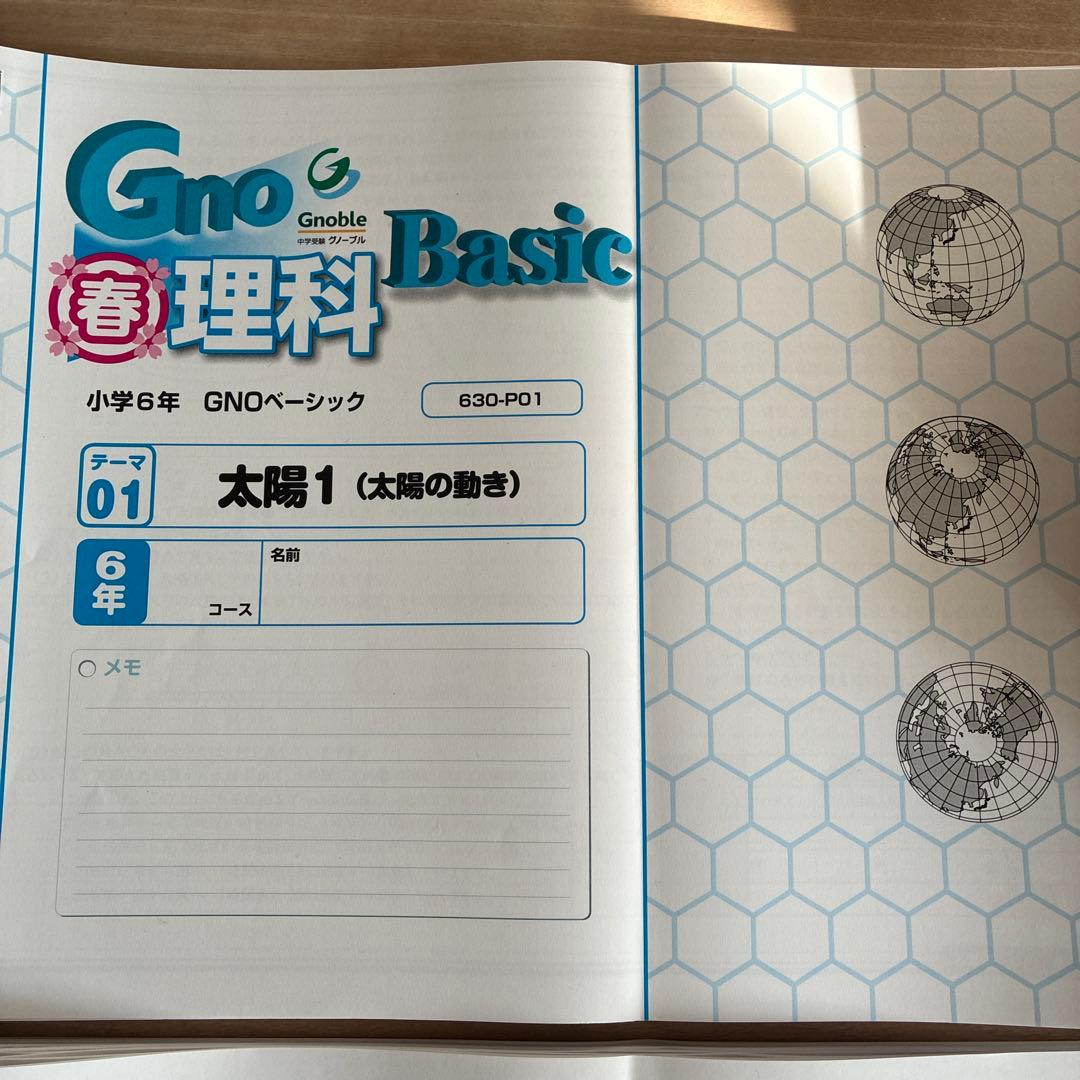 Gno
Gnoble
中学受験 グノーブル
Basic
春 理科
小学6年 GNOベーシック
630-P01
テーマ
01
太陽1（太陽の動き）
6年
コース
名前
メモ